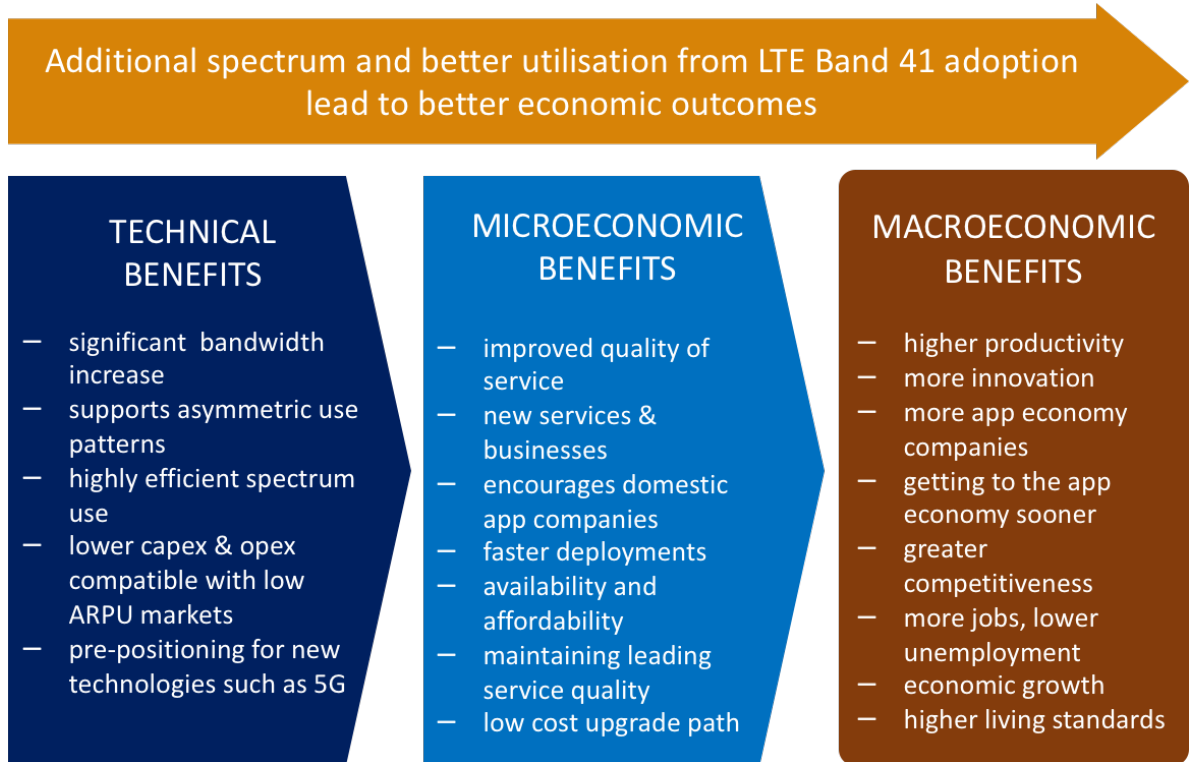 Additional spectrum and better utilisation from LTE Band 41 adoption
lead to better economic outcomes
TECHNICAL
BENEFITS
— significant bandwidth
increase
— supports asymmetric use
patterns
— highly efficient spectrum
use
— lower capex & opex
compatible with low
ARPU markets
— pre-positioning for new
technologies such as 5G
MICROECONOMIC
BENEFITS
— improved quality of
service
— new services &
businesses
— encourages domestic
app companies
— faster deployments
— availability and
affordability
— maintaining leading
service quality
— low cost upgrade path
MACROECONOMIC
BENEFITS
— higher productivity
— more innovation
— more app economy
companies
— getting to the app
economy sooner
— greater
competitiveness
— more jobs, lower
unemployment
— economic growth
— higher living standards